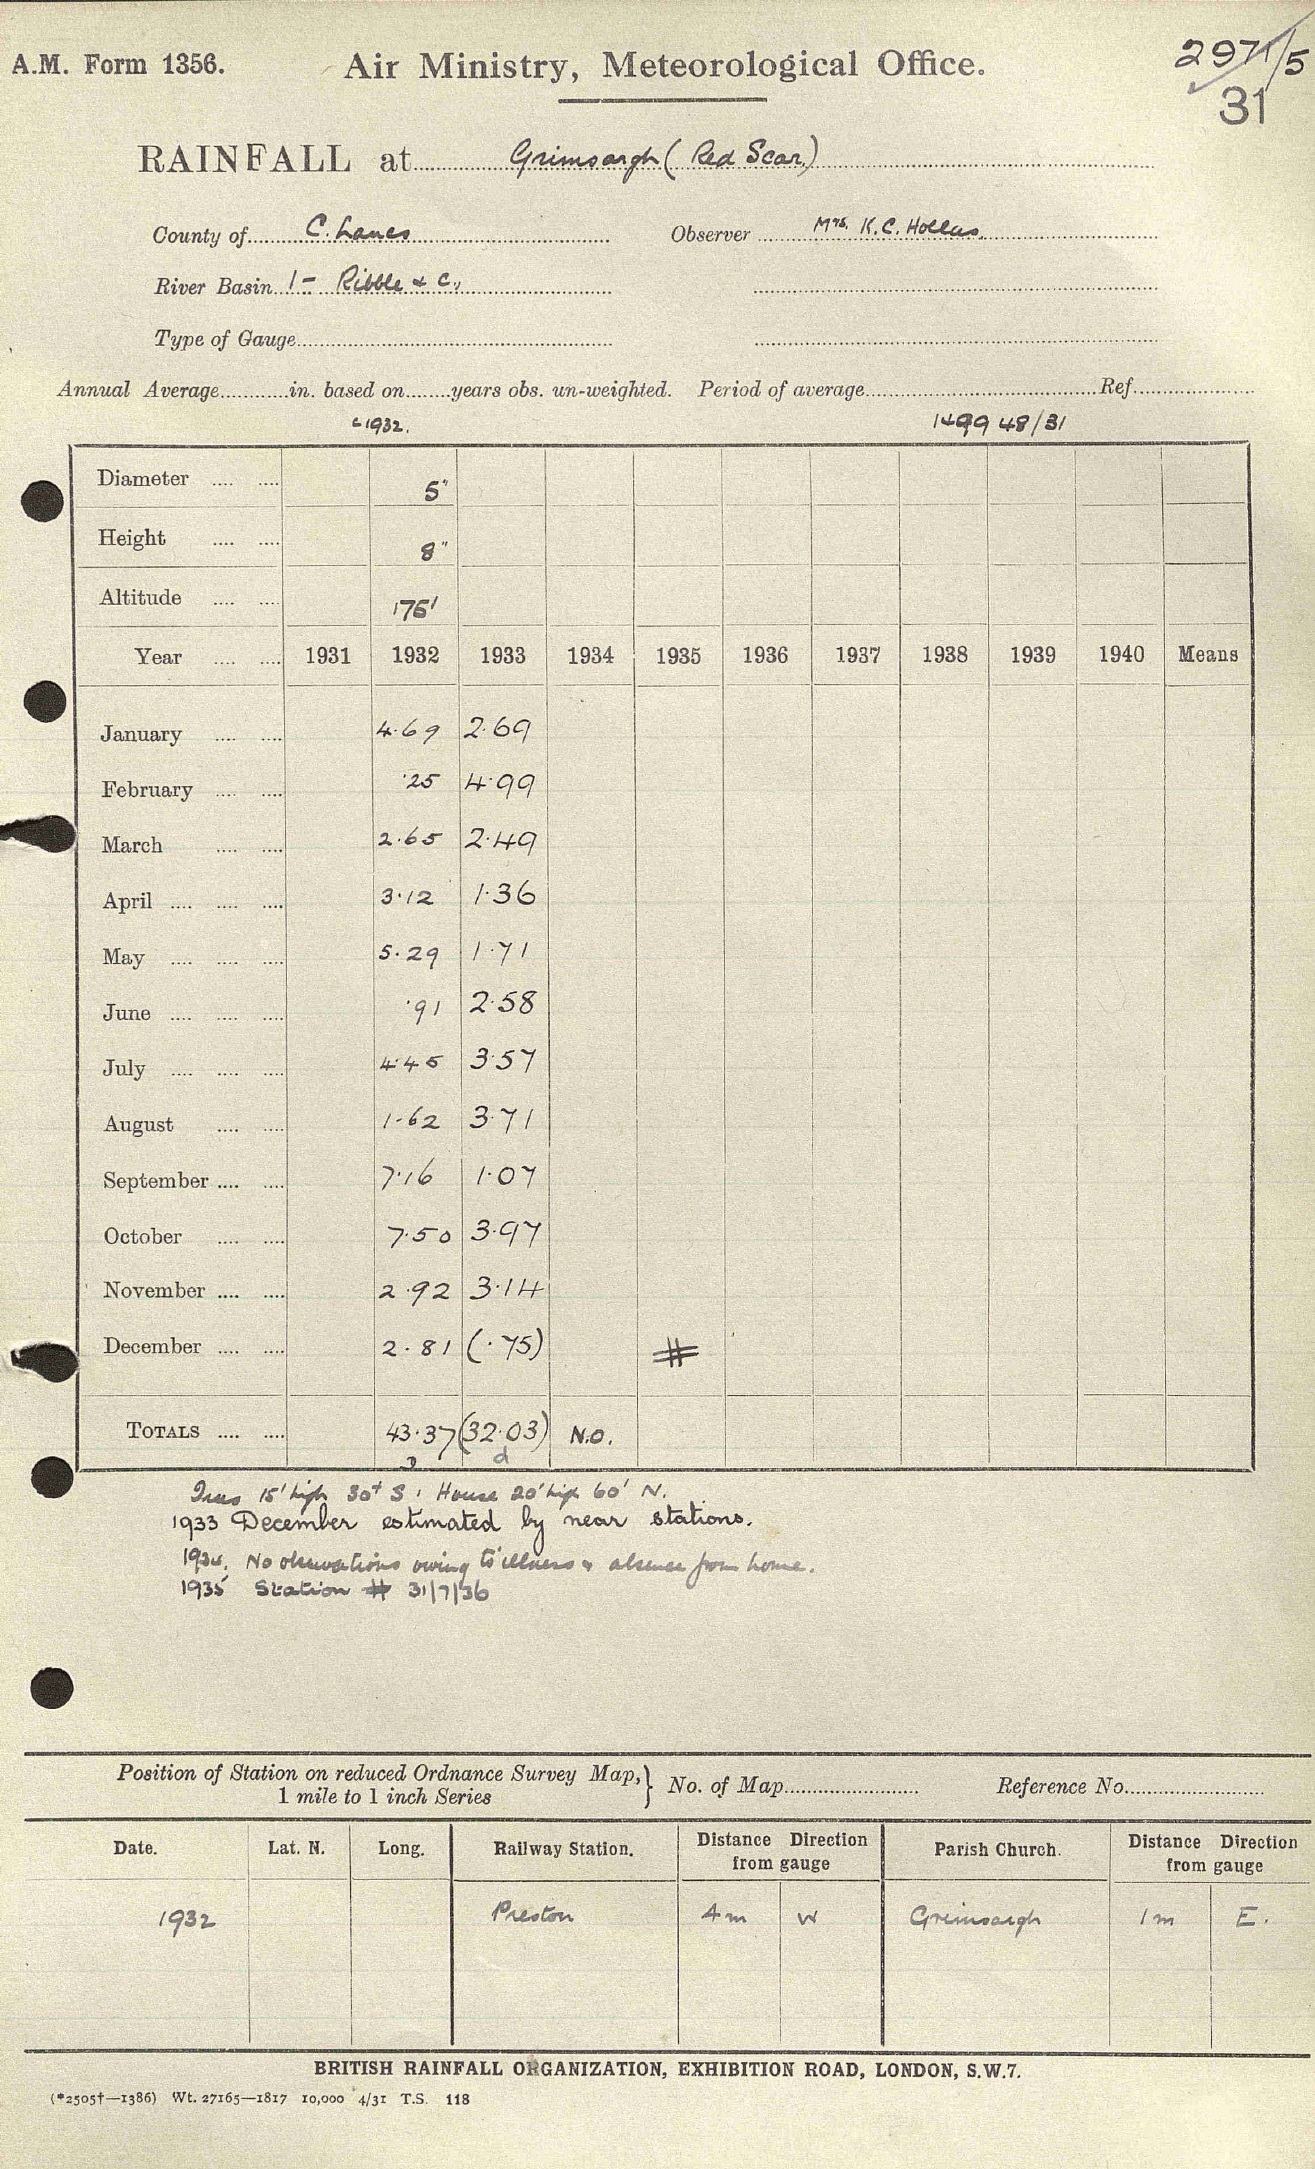 A.M. Form 1356.
Air Ministry, Meteorological Office.
2971/5
31
RAINFALL at Grimsargh (Red Scar)
County of C. Lancs Observer Mrs. K.C. Hollas.
River Basin 1 - Ribble & c.,
Type of Gauge
Annual Average in. based on years obs. un-weighted. Period of average Ref.
1932. 48/31
Diameter 5"
Height 8"
Altitude 175'
Year 1931 1932 1933 1934 1935 1936 1937 1938 1939 1940 Means
January 4.69 2.69
February .25 4.99
March 2.65 2.49
April 3.12 1.36
May 5.29 1.71
June .91 2.58
July 4.45 3.57
August 1.62 3.71
September 7.16 1.07
October 7.50 3.97
November 2.92 3.14
December 2.81 (.75) #
TOTALS 43.37 (32.03) N.O.
d
Trees 15' high 30' S; House 20' high 60' N.
1933 December estimated by near stations.
1934. No observations owing to illness & absence from home.
1935 Station # 31/7/36
Position of Station on reduced Ordnance Survey Map, } No. of Map Reference No.
1 mile to 1 inch Series
Date. Lat. N. Long. Railway Station. Distance Direction from gauge Parish Church. Distance Direction from gauge
1932 Preston 4m W Grimsargh 1m E.
BRITISH RAINFALL ORGANIZATION, EXHIBITION ROAD, LONDON, S.W.7.
(*2505†—1386) Wt. 27165—1817 10,000 4/31 T.S. 118